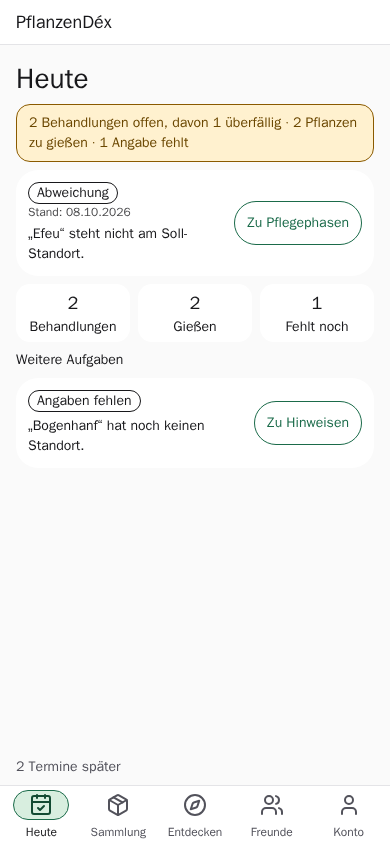 PflanzenDéx
Heute
2 Behandlungen offen, davon 1 überfällig · 2 Pflanzen
zu gießen · 1 Angabe fehlt
Abweichung
Stand: 08.10.2026
„Efeu“ steht nicht am Soll-
Standort.
Zu Pflegephasen
2
Behandlungen
2
Gießen
1
Fehlt noch
Weitere Aufgaben
Angaben fehlen
„Bogenhanf“ hat noch keinen
Standort.
Zu Hinweisen
2 Termine später
Heute
Sammlung
Entdecken
Freunde
Konto